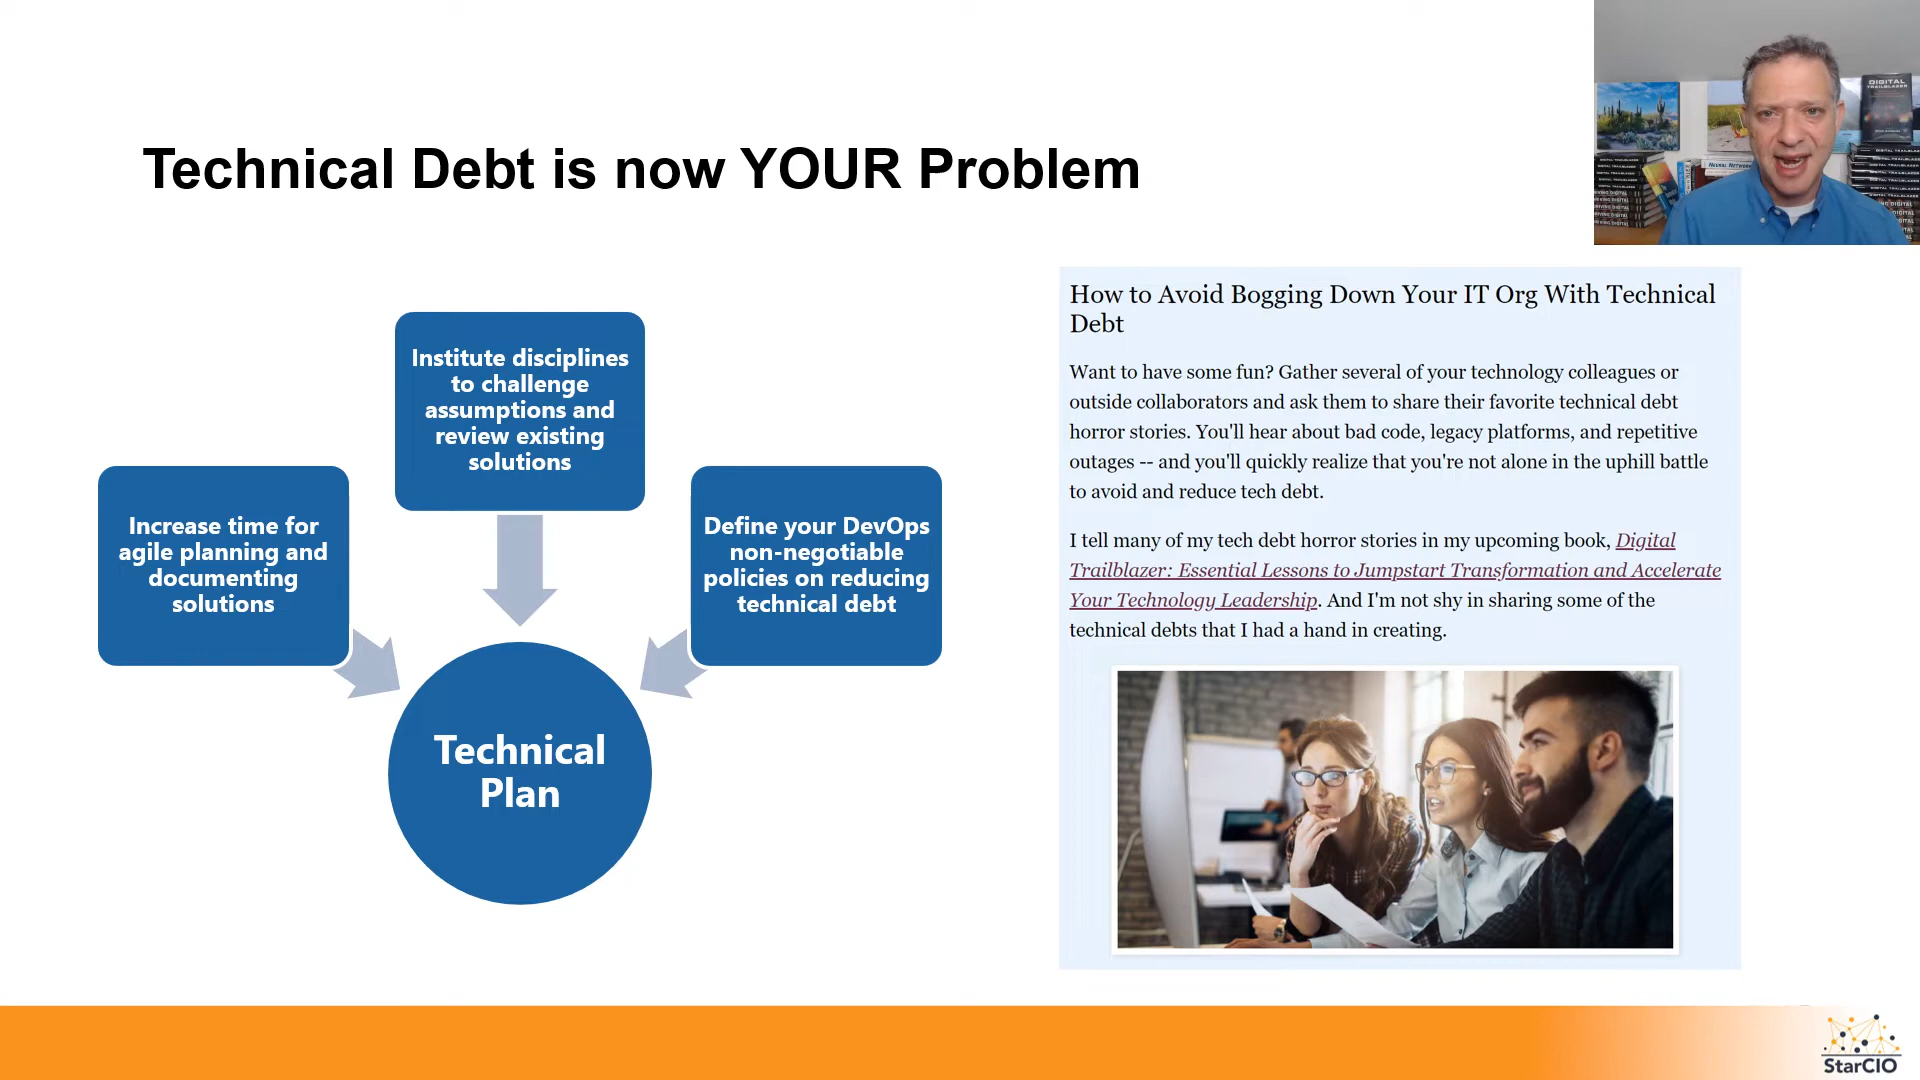 Technical Debt is now YOUR Problem
DIGITAL
TRAILBLAZER
Institute disciplines
to challenge
assumptions and
review existing
solutions
Increase time for
agile planning and
documenting
solutions
Define your DevOps
non-negotiable
policies on reducing
technical debt
Technical
Plan
How to Avoid Bogging Down Your IT Org With Technical
Debt
Want to have some fun? Gather several of your technology colleagues or
outside collaborators and ask them to share their favorite technical debt
horror stories. You'll hear about bad code, legacy platforms, and repetitive
outages -- and you'll quickly realize that you're not alone in the uphill battle
to avoid and reduce tech debt.
I tell many of my tech debt horror stories in my upcoming book, Digital
Trailblazer: Essential Lessons to Jumpstart Transformation and Accelerate
Your Technology Leadership. And I'm not shy in sharing some of the
technical debts that I had a hand in creating.
StarCIO